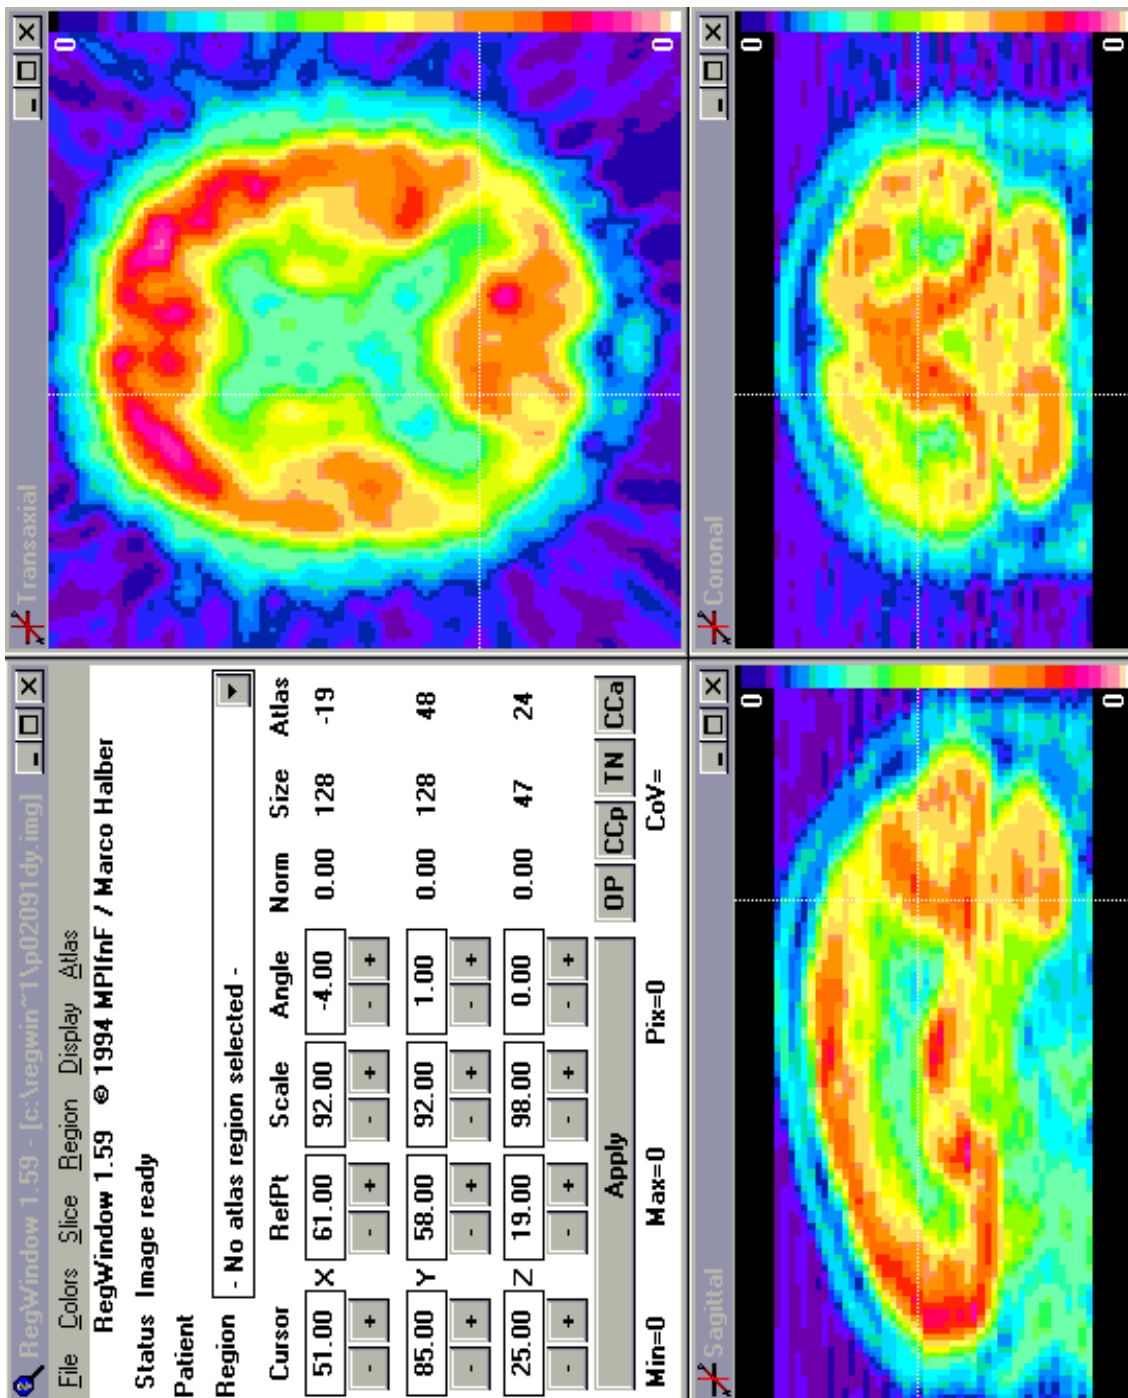 RegWindow 1.59 - [c:\regwin~1\p02091dy.img]
File Colors Slice Region Display Atlas
RegWindow 1.59 © 1994 MPIfnF / Marco Halber
Status Image ready
Patient
Region - No atlas region selected -
Cursor RefPt Scale Angle Norm Size Atlas
51.00 X 61.00 92.00 -4.00 0.00 128 -19
- + - + - + - +
85.00 Y 58.00 92.00 1.00 0.00 128 48
- + - + - + - +
25.00 Z 19.00 98.00 0.00 0.00 47 24
- + - + - + - +
Apply OP CCp TN CCa
Min=0 Max=0 Pix=0 CoV=
Transaxial
0
0
Sagittal
0
0
Coronal
0
0